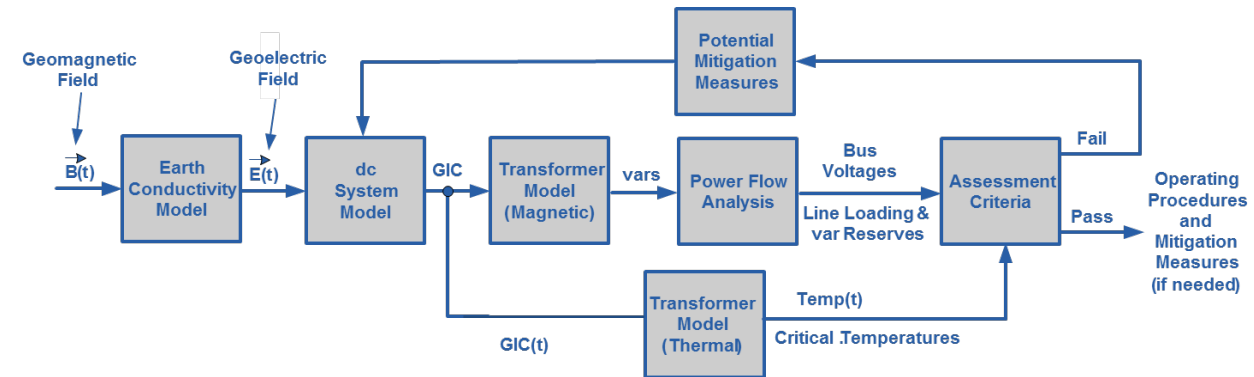 Geomagnetic
Field
B(t)
Earth
Conductivity
Model
Geoelectric
Field
E(t)
dc
System
Model
GIC
Transformer
Model
(Magnetic)
vars
Power Flow
Analysis
Bus
Voltages
Line Loading &
var Reserves
Assessment
Criteria
Fail
Potential
Mitigation
Measures
Pass
Operating
Procedures
and
Mitigation
Measures
(if needed)
GIC(t)
Transformer
Model
(Thermal)
Temp(t)
Critical .Temperatures